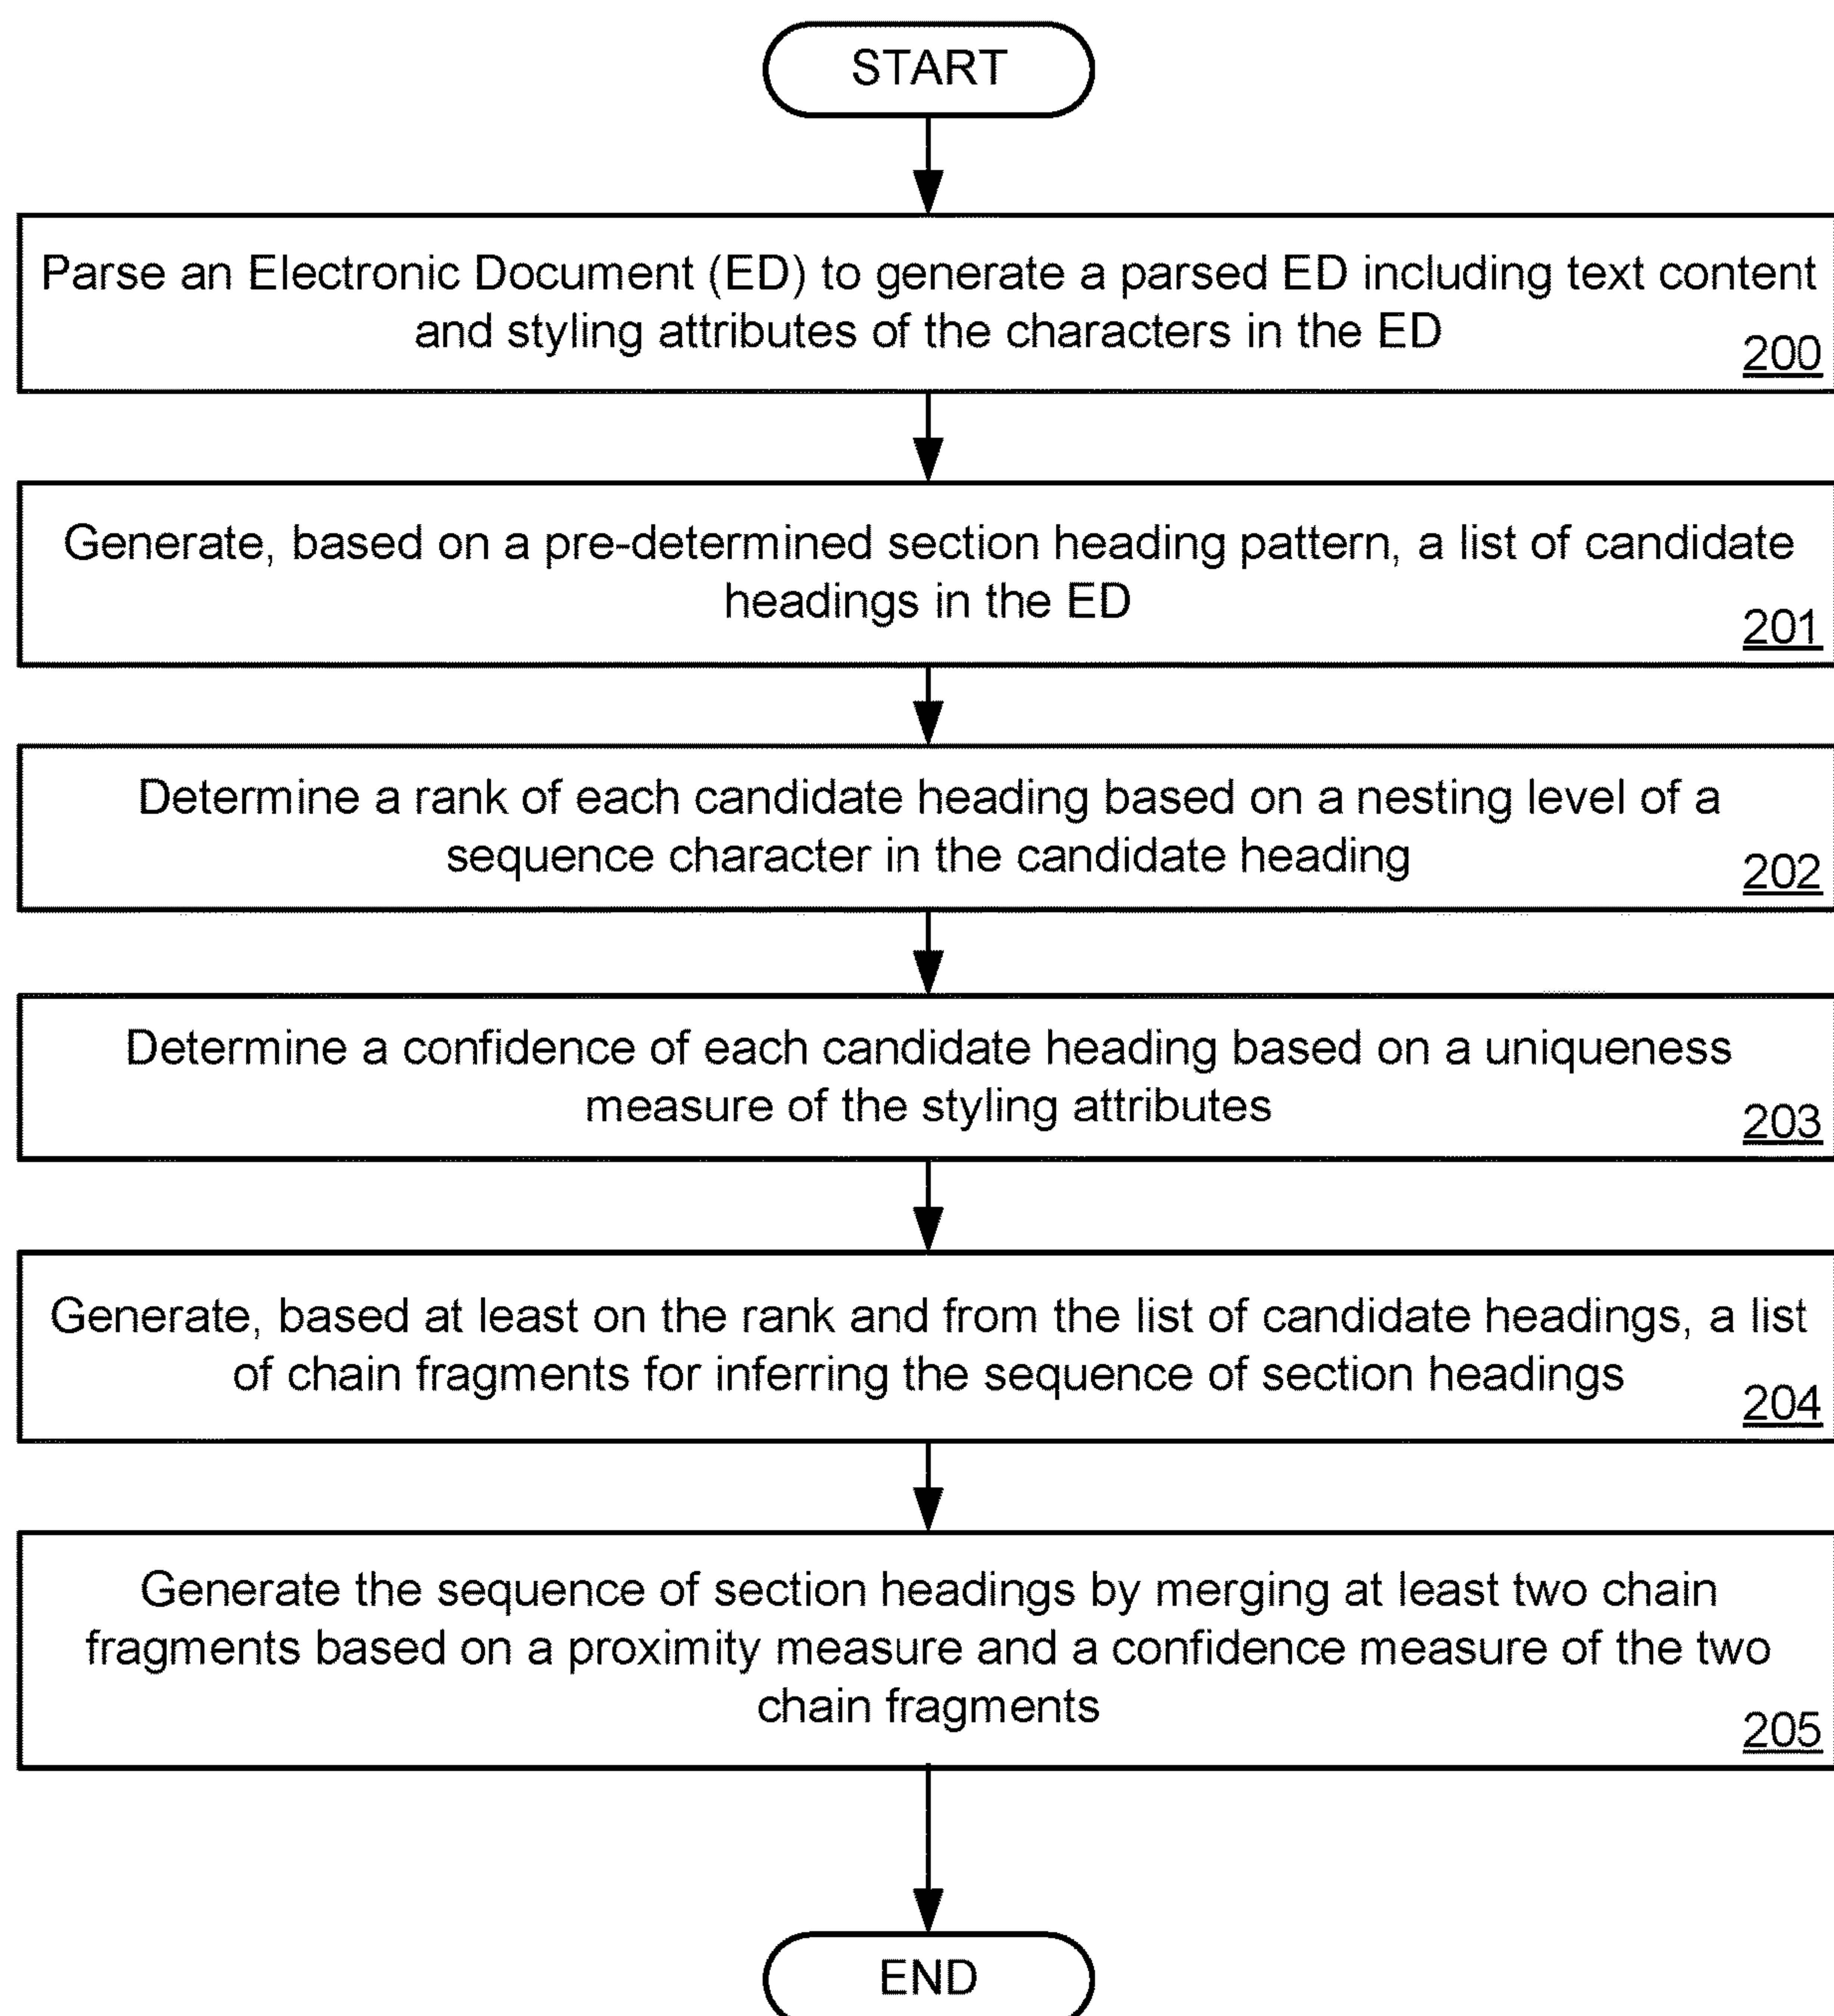 START
Parse an Electronic Document (ED) to generate a parsed ED including text content
and styling attributes of the characters in the ED
200
Generate, based on a pre-determined section heading pattern, a list of candidate
headings in the ED
201
Determine a rank of each candidate heading based on a nesting level of a
sequence character in the candidate heading
202
Determine a confidence of each candidate heading based on a uniqueness
measure of the styling attributes
203
Generate, based at least on the rank and from the list of candidate headings, a list
of chain fragments for inferring the sequence of section headings
204
Generate the sequence of section headings by merging at least two chain
fragments based on a proximity measure and a confidence measure of the two
chain fragments
205
END